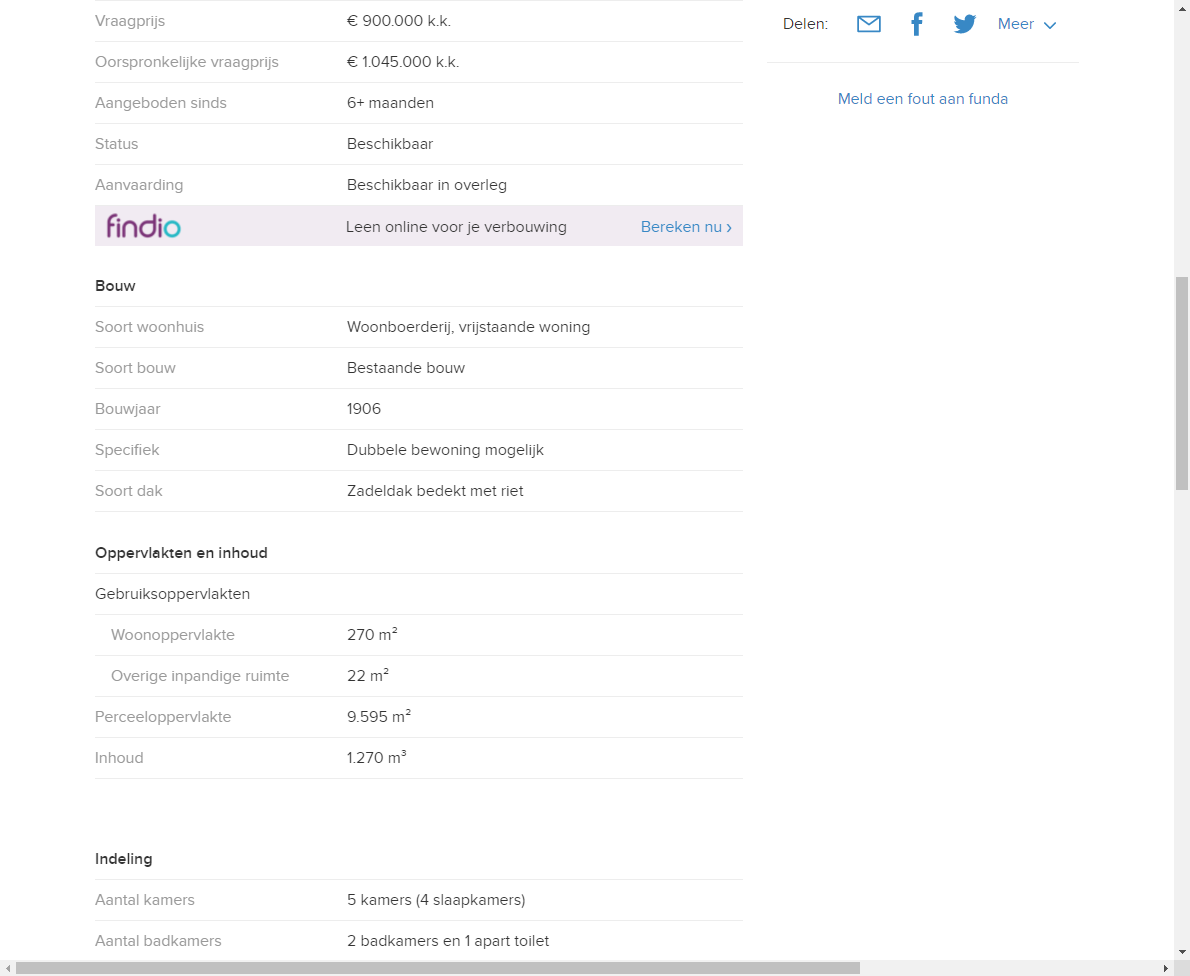 Vraagprijs € 900.000 k.k.
Oorspronkelijke vraagprijs € 1.045.000 k.k.
Aangeboden sinds 6+ maanden
Status Beschikbaar
Aanvaarding Beschikbaar in overleg
findio Leen online voor je verbouwing Bereken nu ›
Bouw
Soort woonhuis Woonboerderij, vrijstaande woning
Soort bouw Bestaande bouw
Bouwjaar 1906
Specifiek Dubbele bewoning mogelijk
Soort dak Zadeldak bedekt met riet
Oppervlakten en inhoud
Gebruiksoppervlakten
Woonoppervlakte 270 m²
Overige inpandige ruimte 22 m²
Perceeloppervlakte 9.595 m²
Inhoud 1.270 m³
Indeling
Aantal kamers 5 kamers (4 slaapkamers)
Aantal badkamers 2 badkamers en 1 apart toilet
Delen: Meer
Meld een fout aan funda